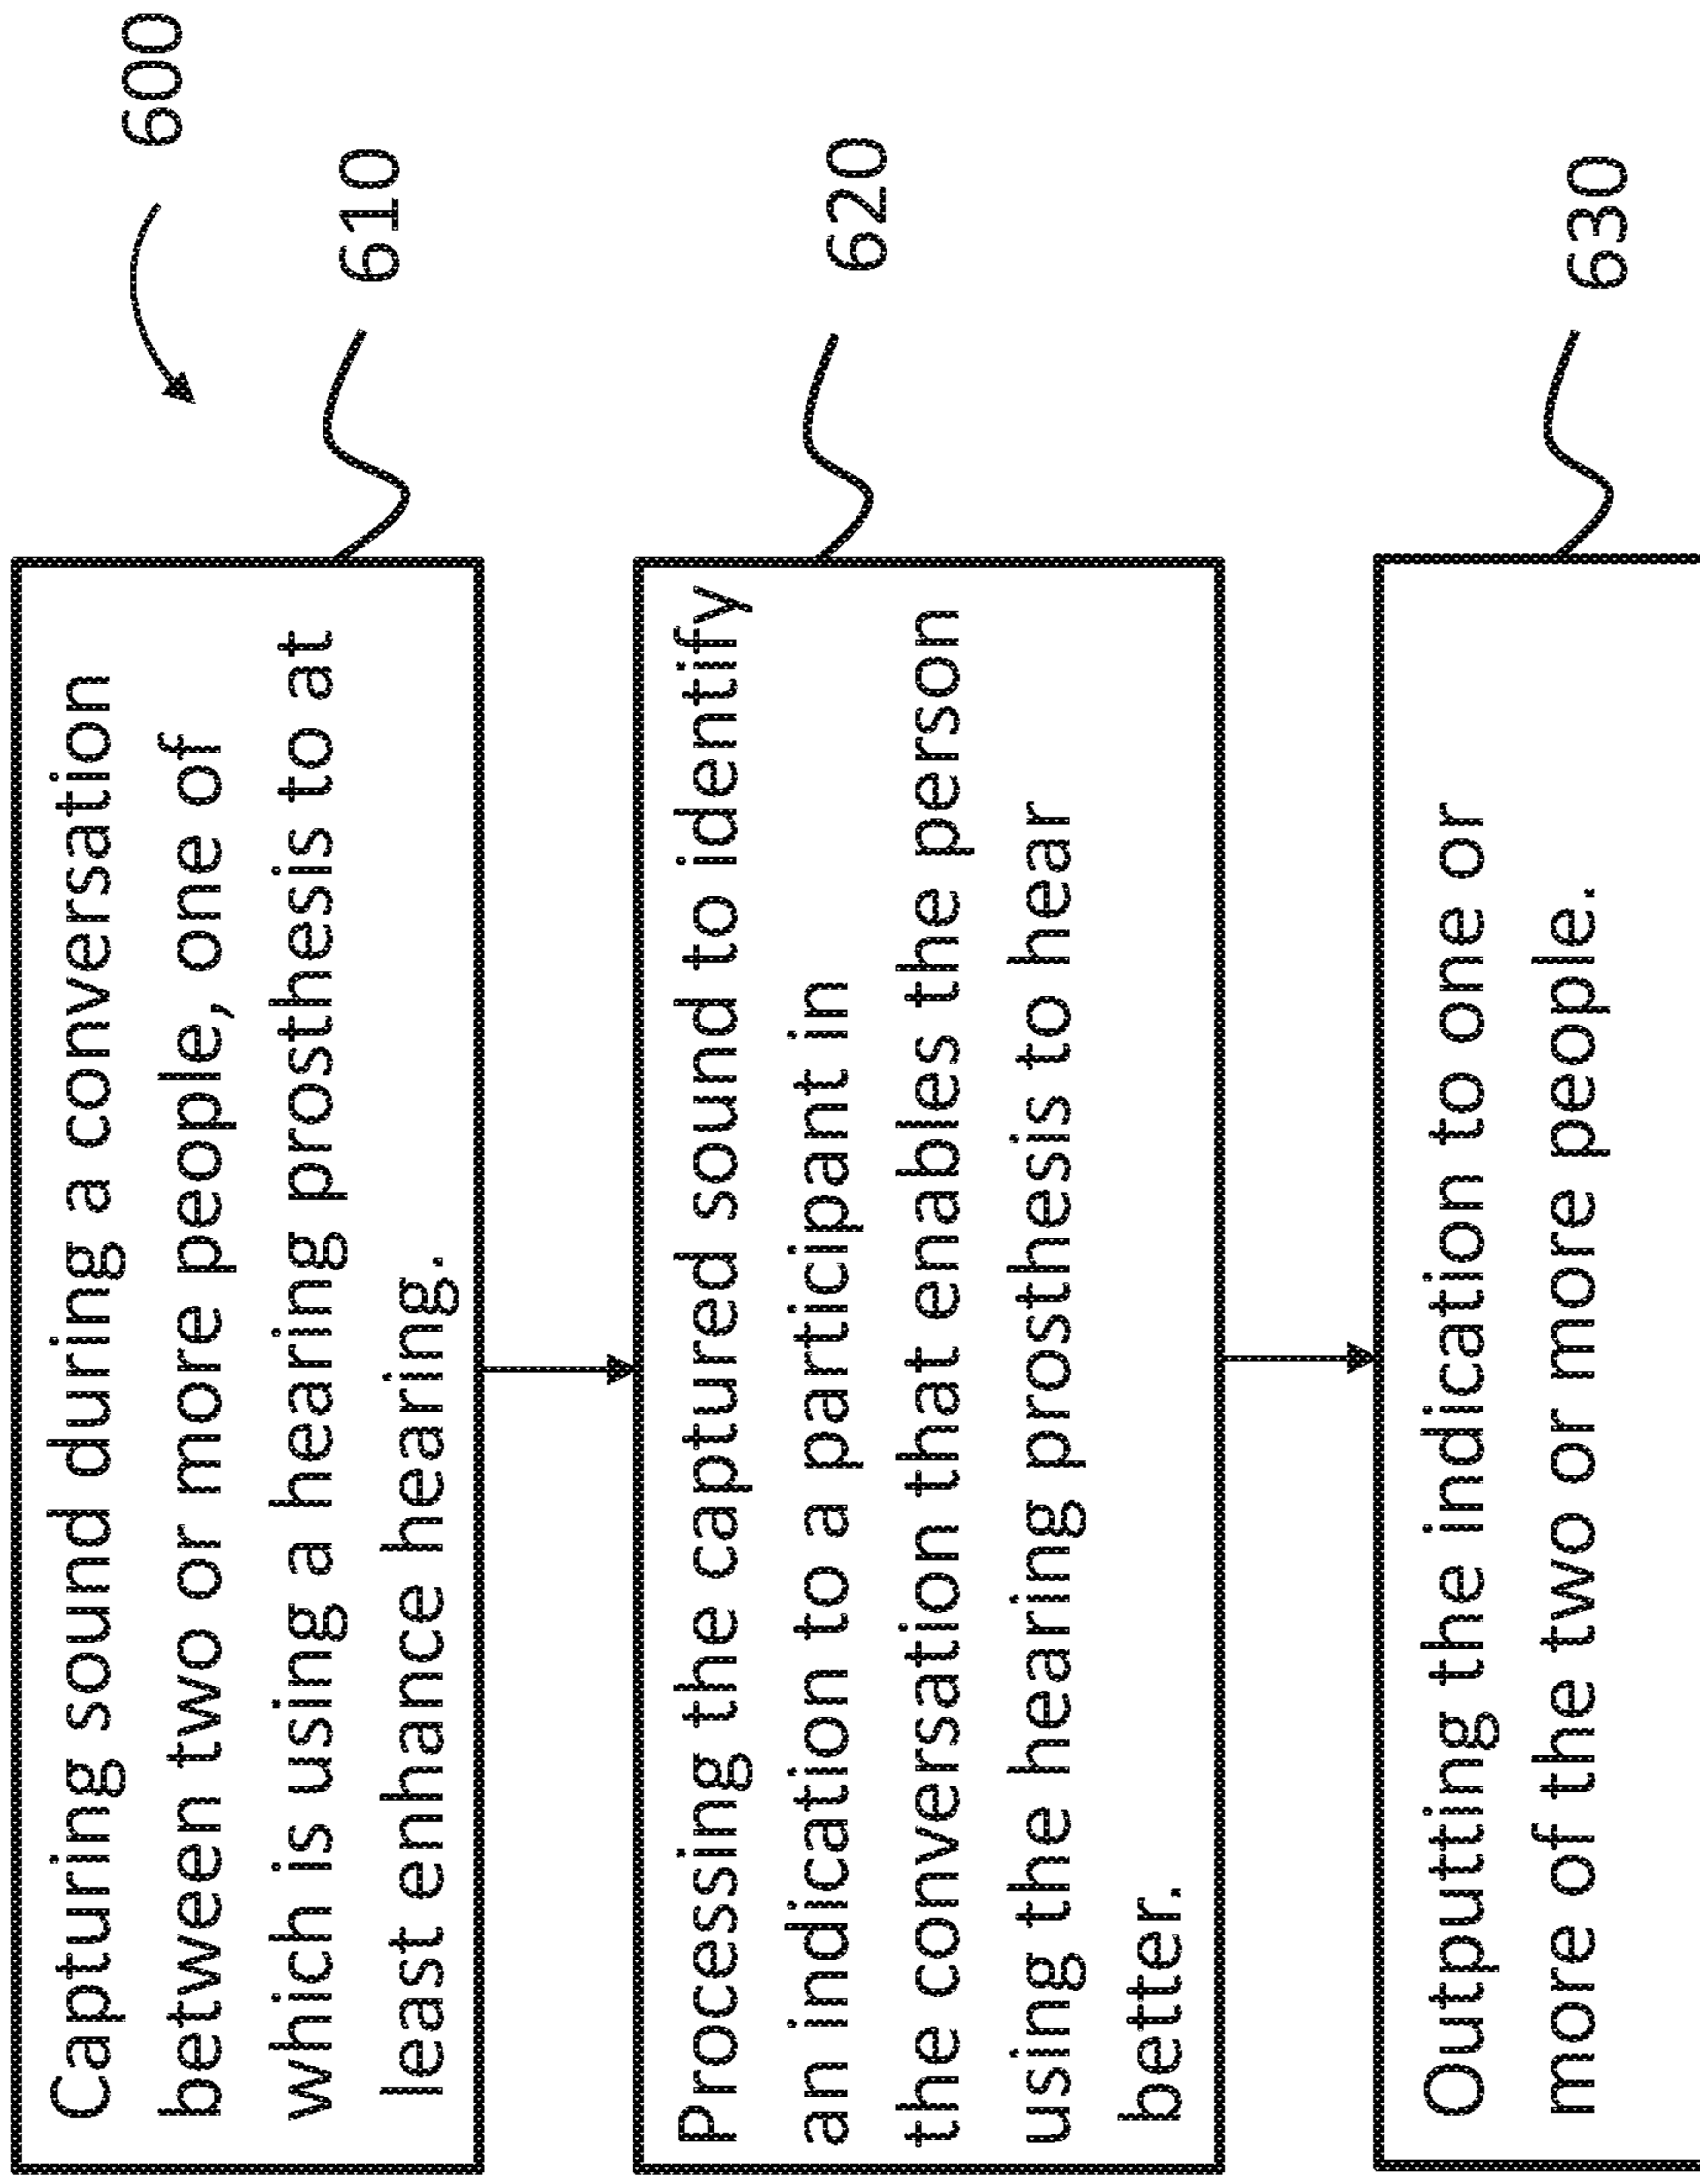 600
Capturing sound during a conversation
between two or more people, one of
which is using a hearing prosthesis to at
least enhance hearing.
610
Processing the captured sound to identify
an indication to a participant in
the conversation that enables the person
using the hearing prosthesis to hear
better.
620
Outputting the indication to one or
more of the two or more people.
630